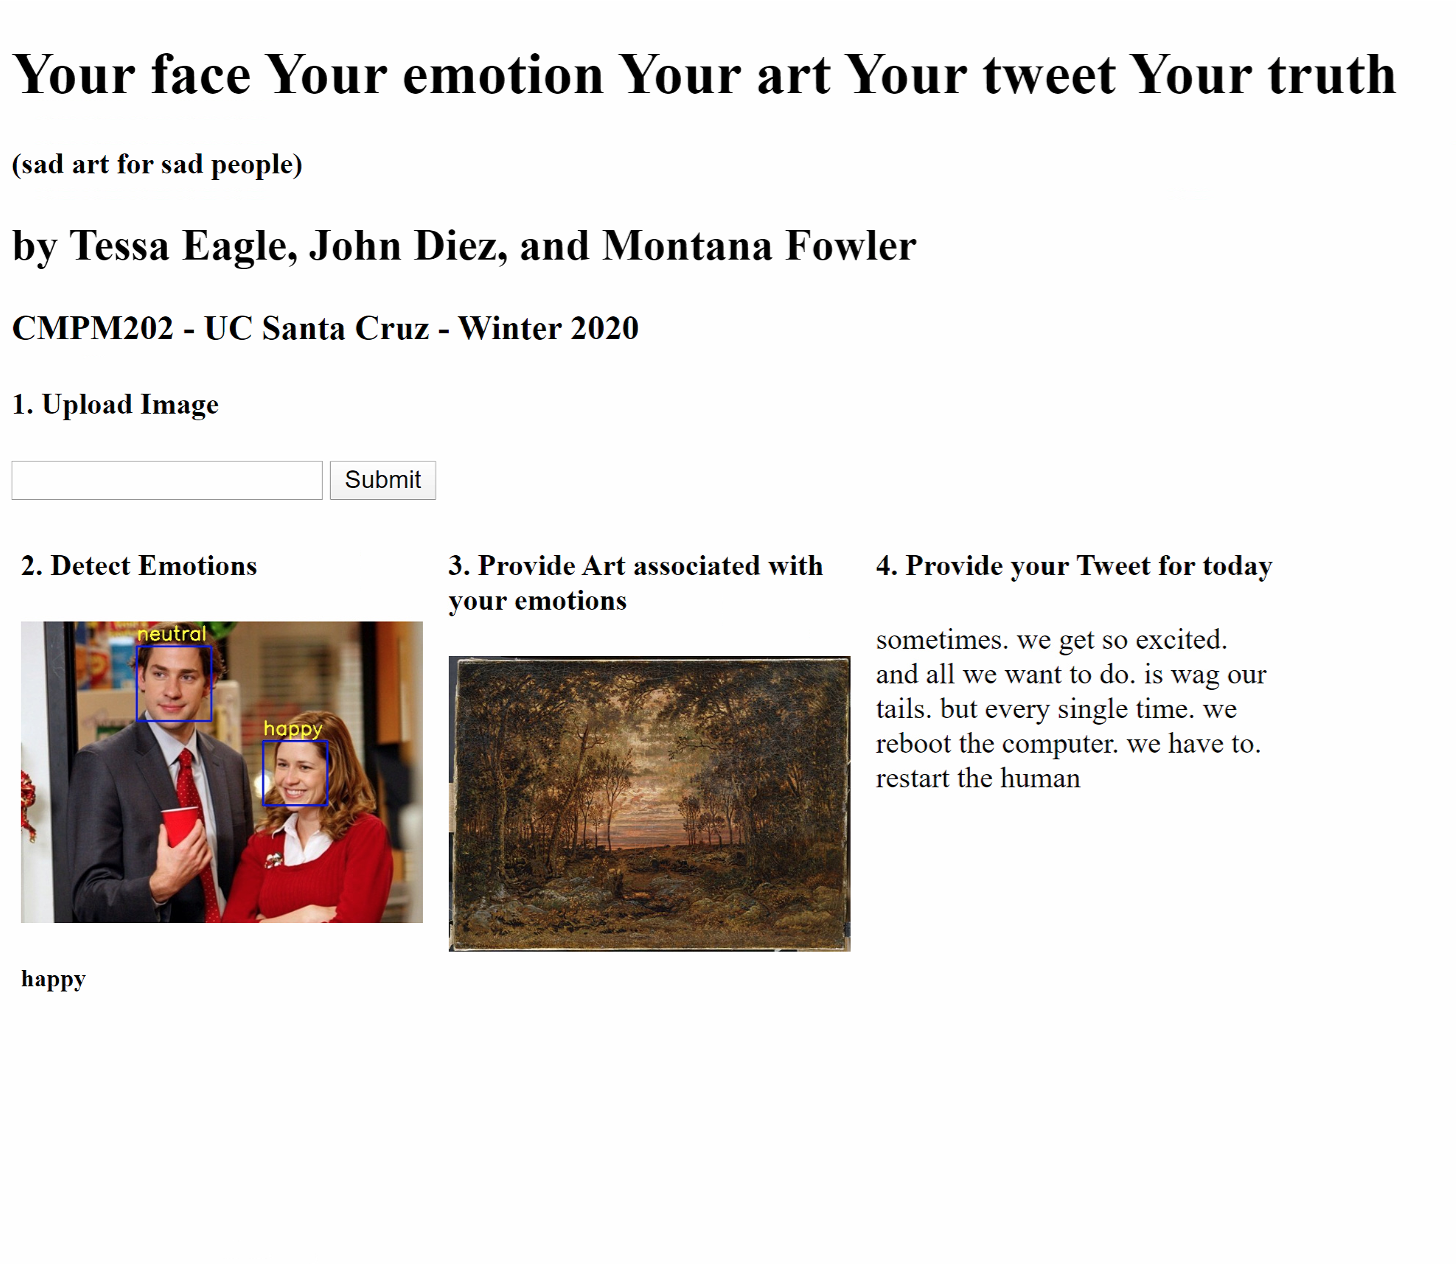 Your face Your emotion Your art Your tweet Your truth
(sad art for sad people)
by Tessa Eagle, John Diez, and Montana Fowler
CMPM202 - UC Santa Cruz - Winter 2020
1. Upload Image
Submit
2. Detect Emotions
neutral
happy
happy
3. Provide Art associated with
your emotions
4. Provide your Tweet for today
sometimes. we get so excited.
and all we want to do. is wag our
tails. but every single time. we
reboot the computer. we have to.
restart the human